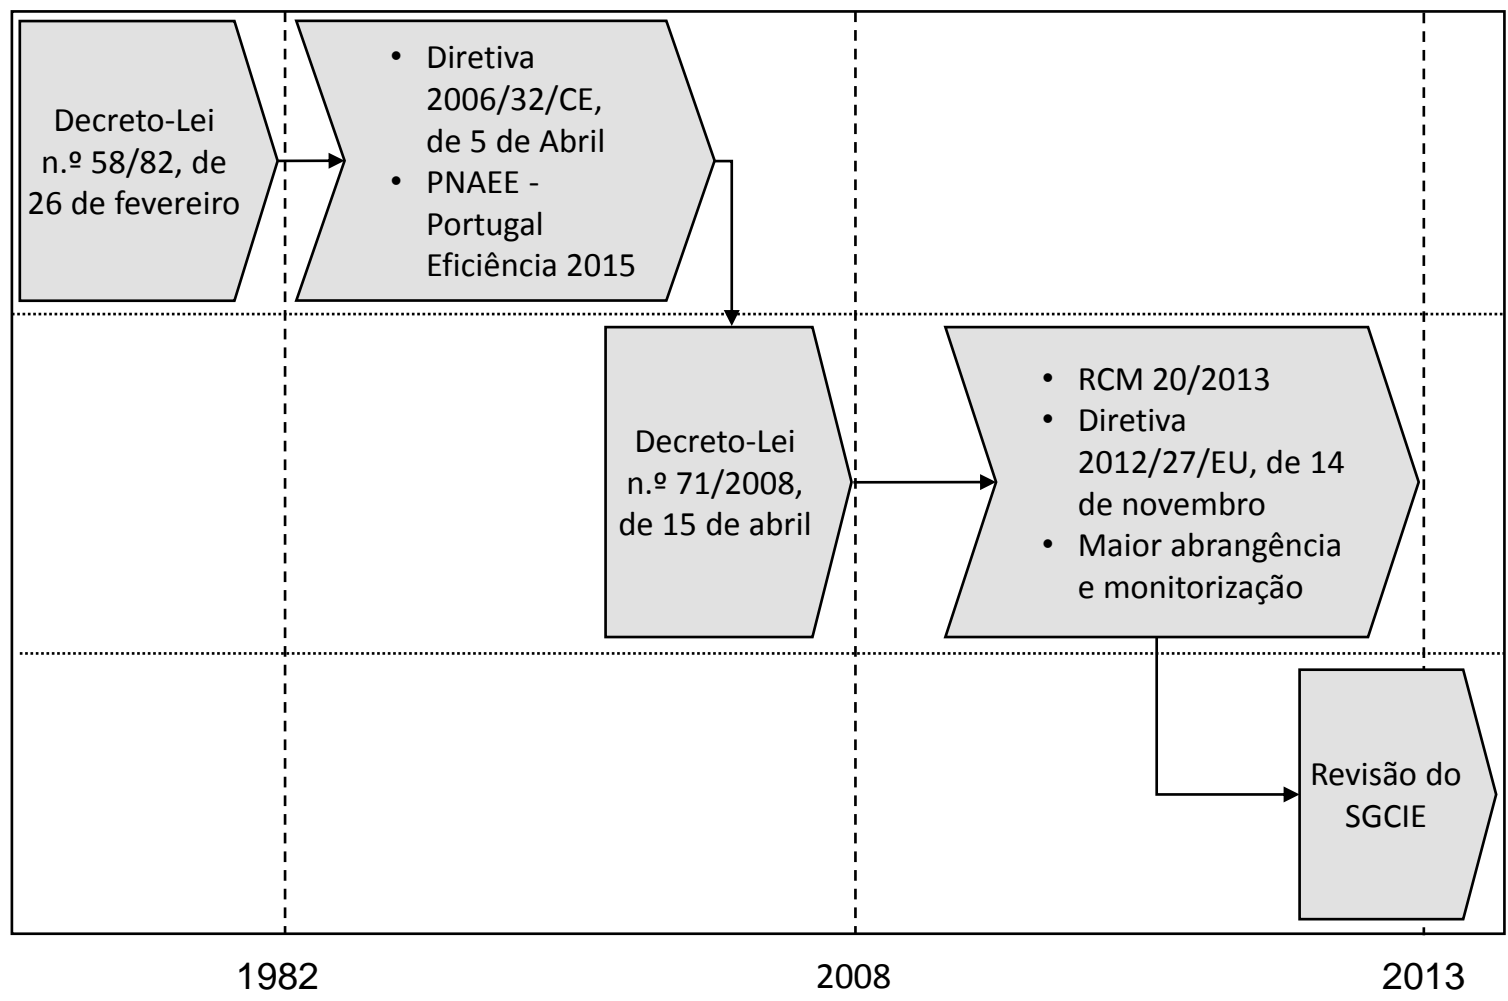 Decreto-Lei
n.º 58/82, de
26 de fevereiro
• Diretiva
2006/32/CE,
de 5 de Abril
• PNAEE -
Portugal
Eficiência 2015
Decreto-Lei
n.º 71/2008,
de 15 de abril
• RCM 20/2013
• Diretiva
2012/27/EU, de 14
de novembro
• Maior abrangência
e monitorização
Revisão do
SGCIE
1982
2008
2013